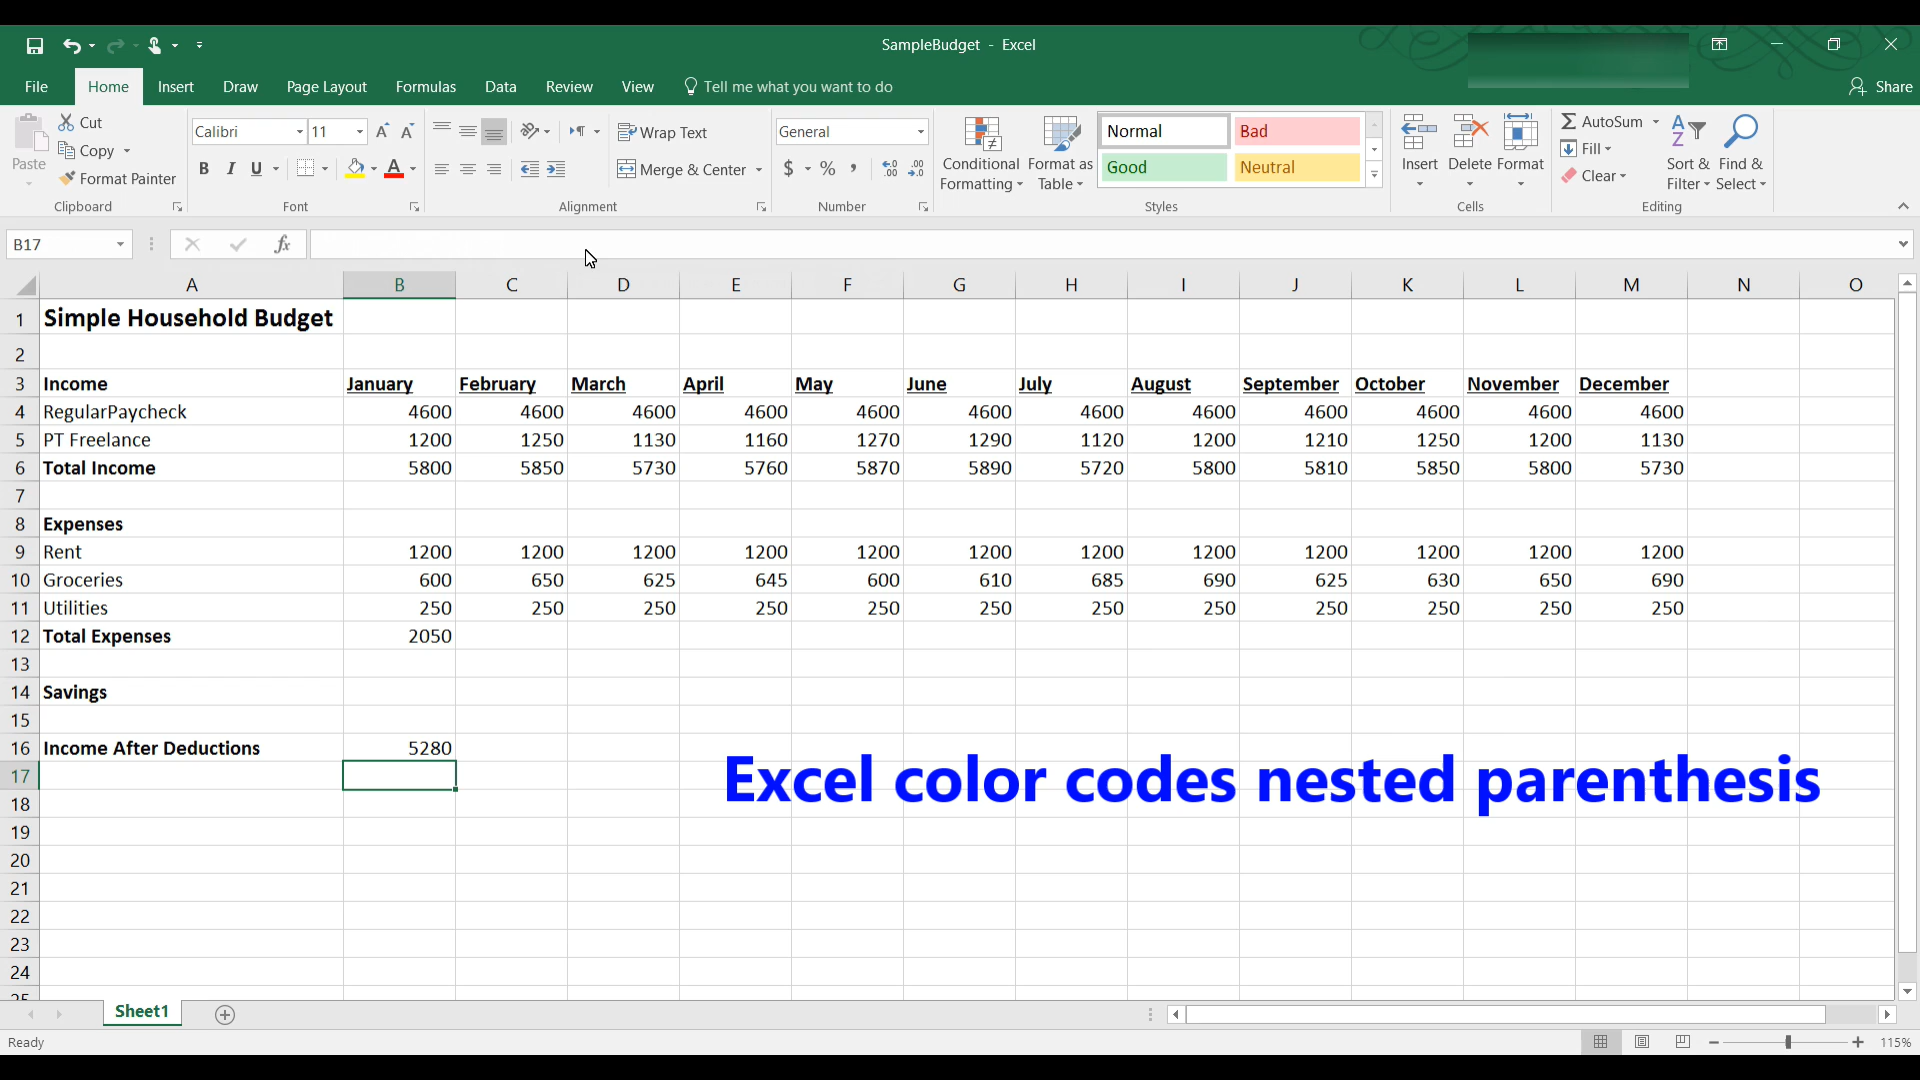 SampleBudget - Excel
File Home Insert Draw Page Layout Formulas Data Review View Tell me what you want to do Share
Paste Cut Copy Format Painter Clipboard
Calibri 11 B I U A Font
Wrap Text Merge & Center Alignment
General $ % , Number
Conditional Formatting Format as Table Normal Bad Good Neutral Styles
Insert Delete Format Cells
AutoSum Fill Clear Sort & Filter Find & Select Editing
B17 fx
A B C D E F G H I J K L M N O
1 Simple Household Budget
2
3 Income January February March April May June July August September October November December
4 RegularPaycheck 4600 4600 4600 4600 4600 4600 4600 4600 4600 4600 4600 4600
5 PT Freelance 1200 1250 1130 1160 1270 1290 1120 1200 1210 1250 1200 1130
6 Total Income 5800 5850 5730 5760 5870 5890 5720 5800 5810 5850 5800 5730
7
8 Expenses
9 Rent 1200 1200 1200 1200 1200 1200 1200 1200 1200 1200 1200 1200
10 Groceries 600 650 625 645 600 610 685 690 625 630 650 690
11 Utilities 250 250 250 250 250 250 250 250 250 250 250 250
12 Total Expenses 2050
13
14 Savings
15
16 Income After Deductions 5280
17 Excel color codes nested parenthesis
18
19
20
21
22
23
24
25
Sheet1
Ready 115%